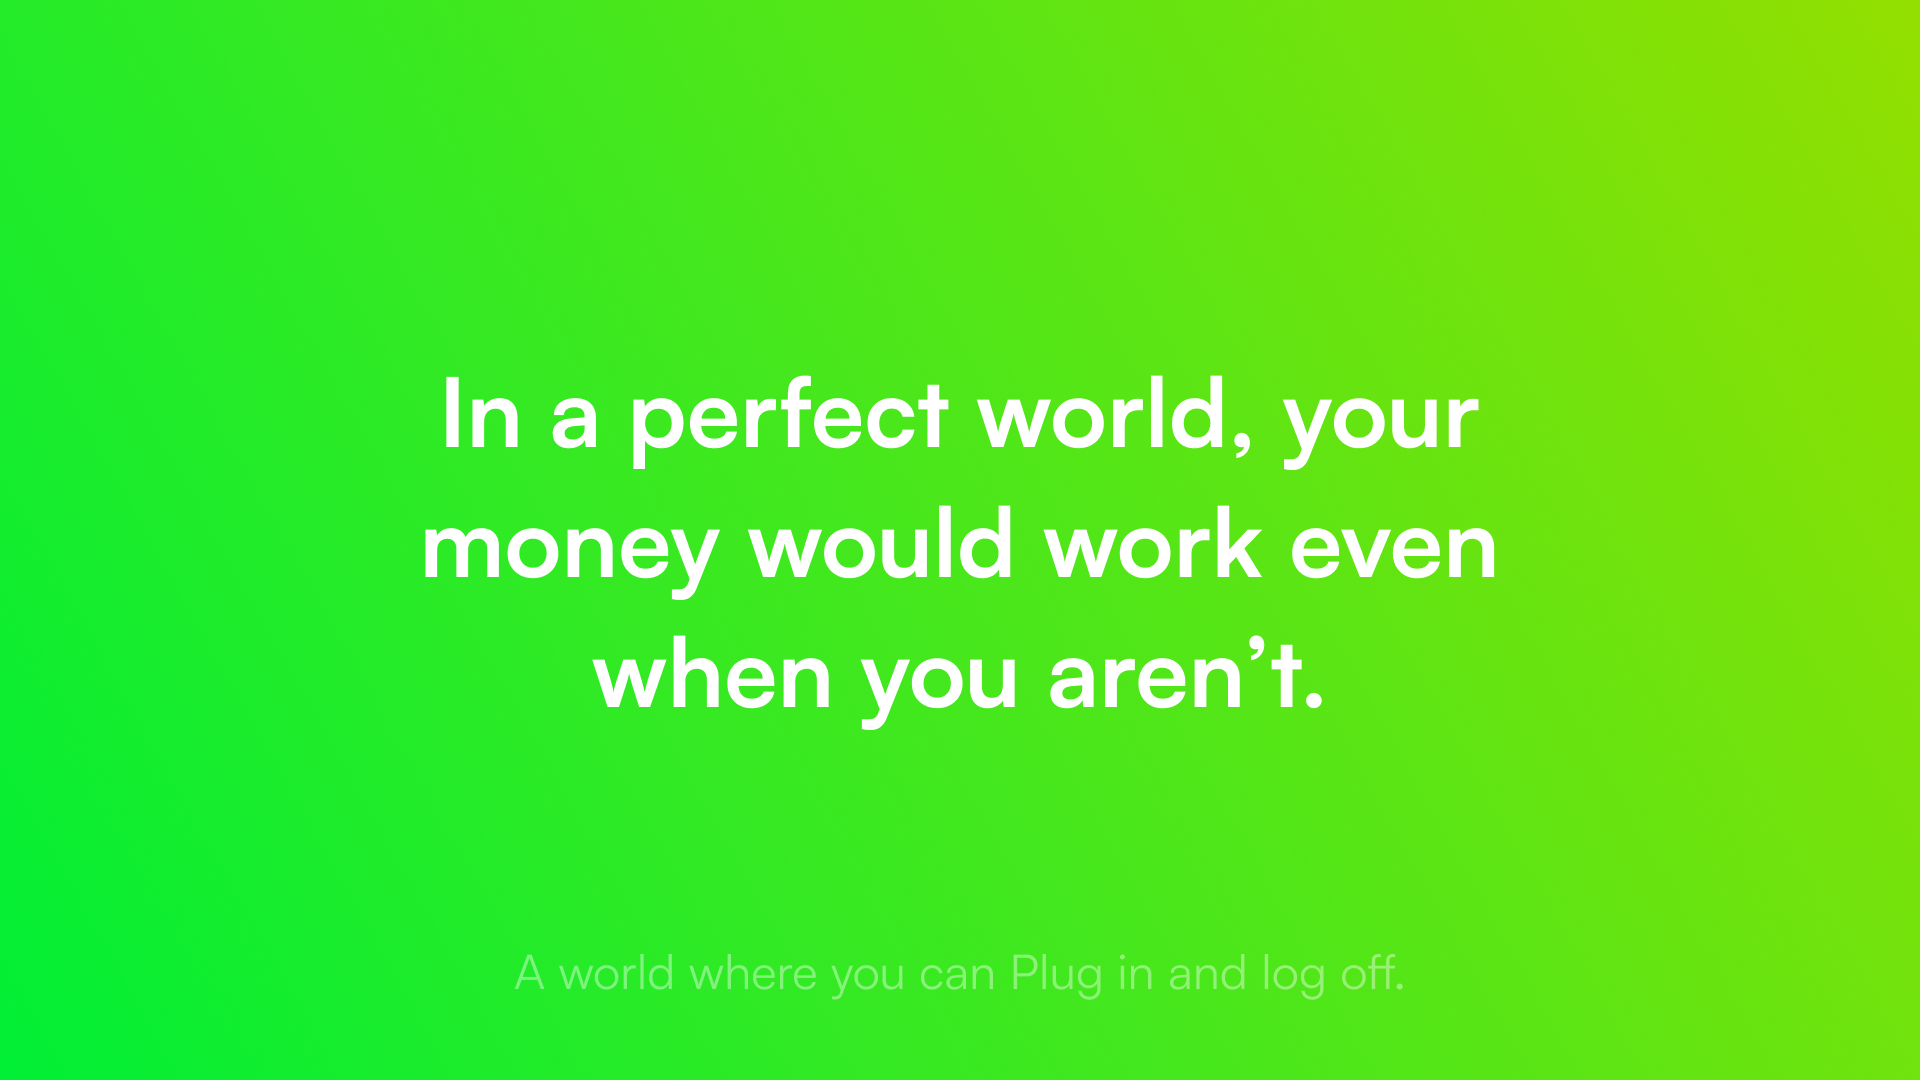 In a perfect world, your
money would work even
when you aren’t.
A world where you can Plug in and log off.